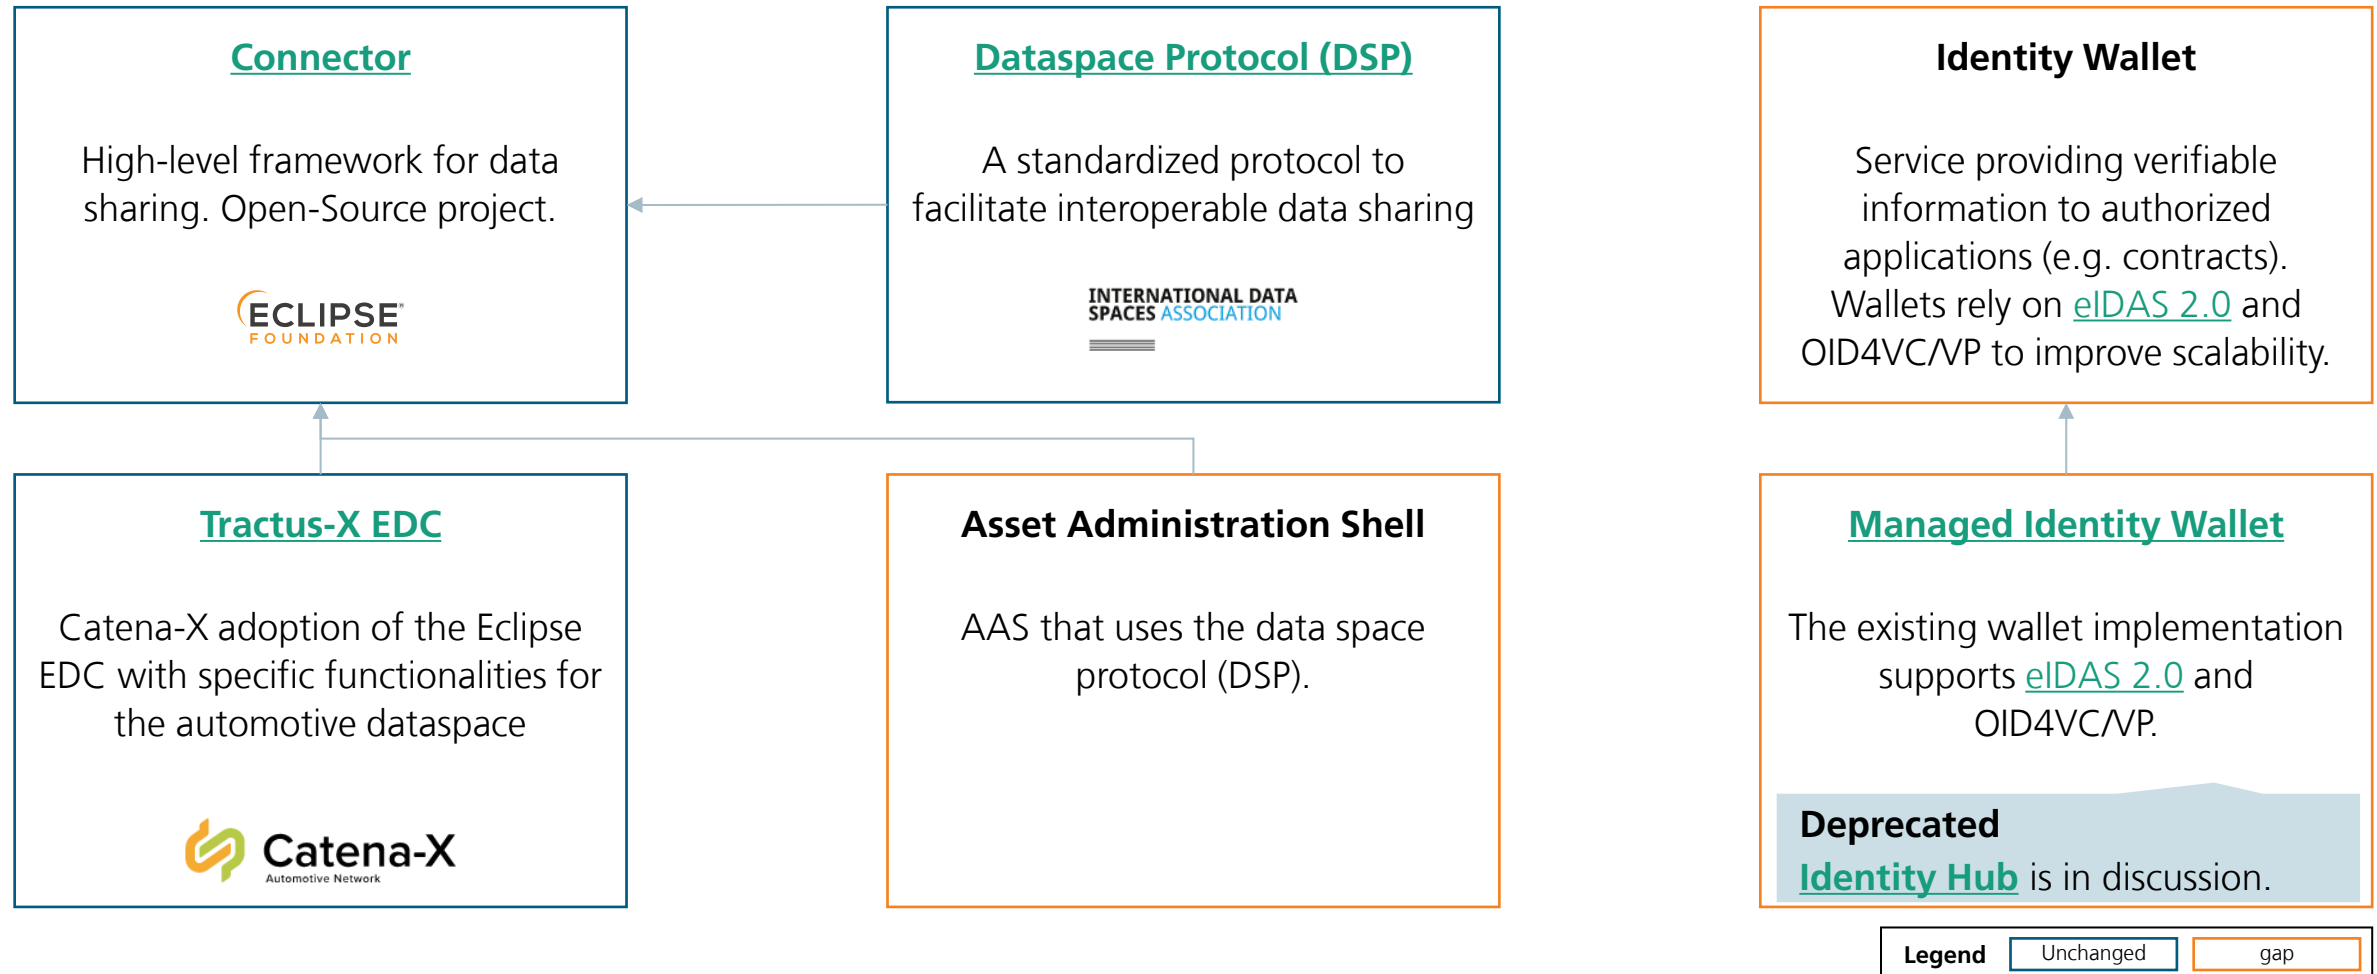 Connector
High-level framework for data
sharing. Open-Source project.
ECLIPSE®
FOUNDATION
Dataspace Protocol (DSP)
A standardized protocol to
facilitate interoperable data sharing
INTERNATIONAL DATA
SPACES ASSOCIATION
Identity Wallet
Service providing verifiable
information to authorized
applications (e.g. contracts).
Wallets rely on eIDAS 2.0 and
OID4VC/VP to improve scalability.
Tractus-X EDC
Catena-X adoption of the Eclipse
EDC with specific functionalities for
the automotive dataspace
Catena-X
Automotive Network
Asset Administration Shell
AAS that uses the data space
protocol (DSP).
Managed Identity Wallet
The existing wallet implementation
supports eIDAS 2.0 and
OID4VC/VP.
Deprecated
Identity Hub is in discussion.
Legend Unchanged gap